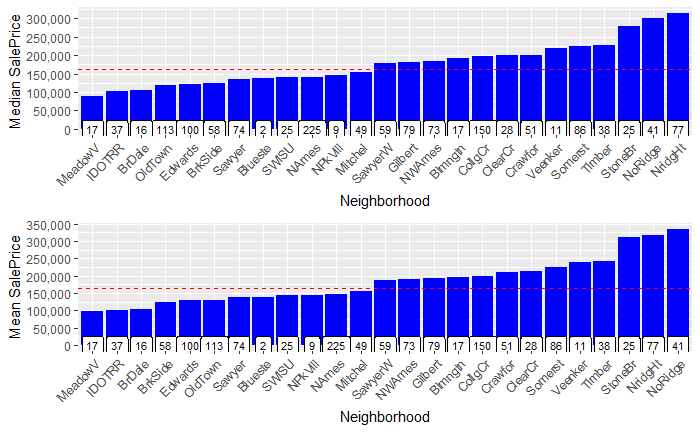 Median SalePrice
300,000
250,000
200,000
150,000
100,000
50,000
0
17 37 16 113 100 58 74 2 25 225 9 49 59 79 73 17 150 28 51 11 86 38 25 41 77
MeadowV IDOTRR BrDale OldTown Edwards BrkSide Sawyer Blueste SWISU NAmes NPkVill Mitchel SawyerW Gilbert NWAmes Blmngtn CollgCr ClearCr Crawfor Veenker Somerst Timber StoneBr NoRidge NridgHt
Neighborhood
Mean SalePrice
350,000
300,000
250,000
200,000
150,000
100,000
50,000
0
17 37 16 58 100 113 74 2 25 9 225 49 59 73 79 17 150 51 28 86 11 38 25 77 41
MeadowV IDOTRR BrDale BrkSide Edwards OldTown Sawyer Blueste SWISU NPkVill NAmes Mitchel SawyerW NWAmes Gilbert Blmngtn CollgCr Crawfor ClearCr Somerst Veenker Timber StoneBr NridgHt NoRidge
Neighborhood